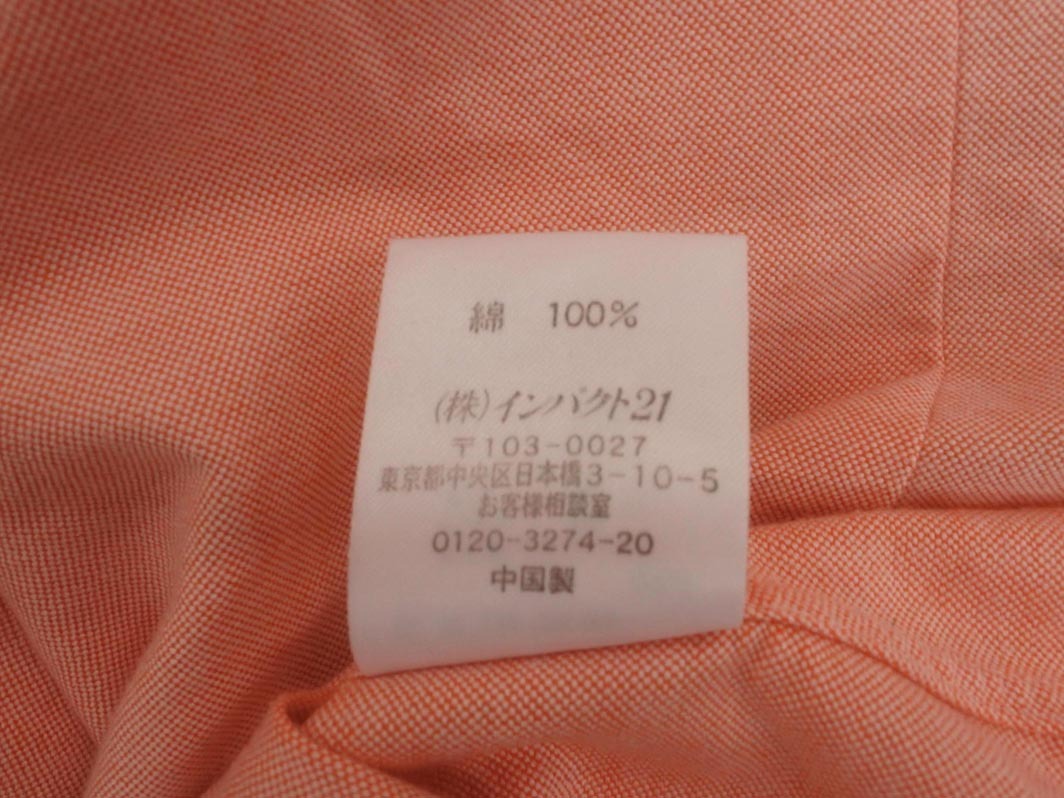 綿　100%
(株)インパクト21
〒103-0027
東京都中央区日本橋3-10-5
お客様相談室
0120-3274-20
中国製